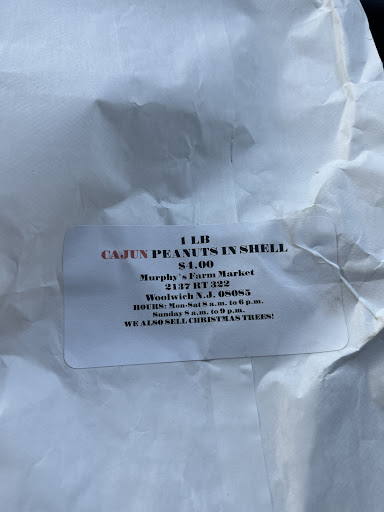 1 LB
CAJUN PEANUTS IN SHELL
$4.00
Murphy's Farm Market
2137 RT 322
Woolwich N.J. 08085
HOURS: Mon-Sat 8 a.m. to 6 p.m.
Sunday 8 a.m. to 9 p.m.
WE ALSO SELL CHRISTMAS TREES!